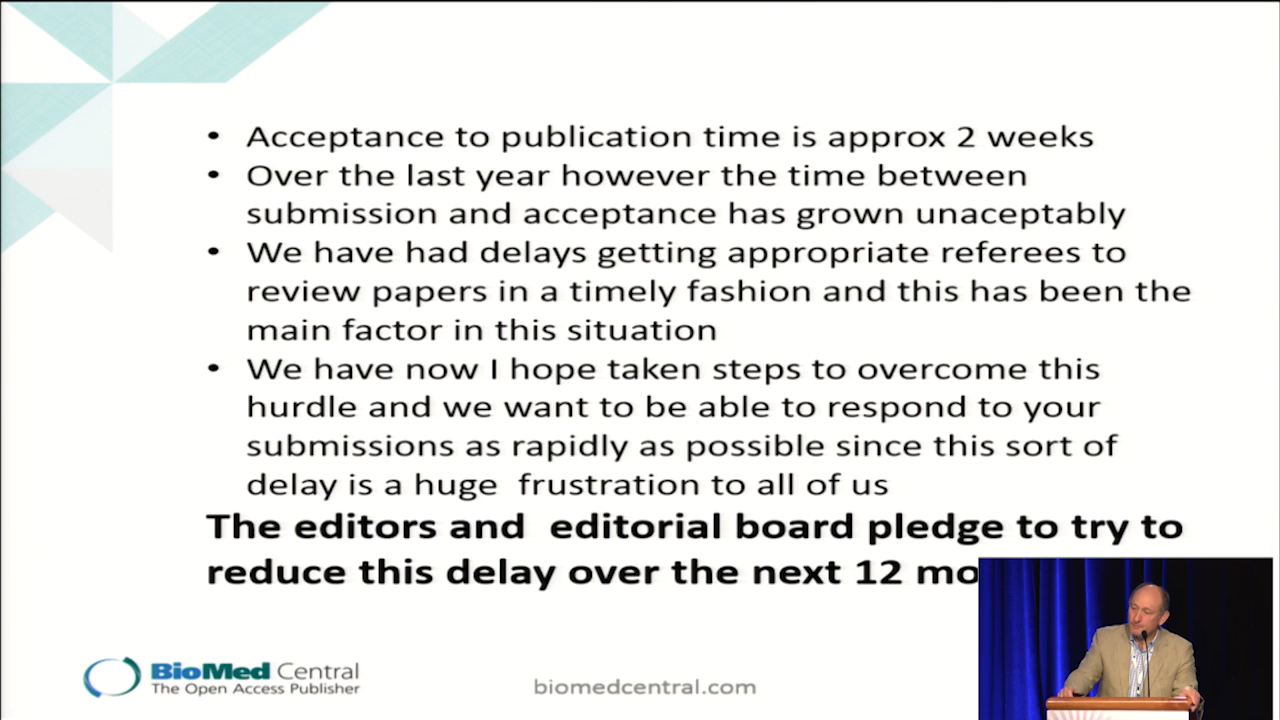 • Acceptance to publication time is approx 2 weeks
• Over the last year however the time between
submission and acceptance has grown unaceptably
• We have had delays getting appropriate referees to
review papers in a timely fashion and this has been the
main factor in this situation
• We have now I hope taken steps to overcome this
hurdle and we want to be able to respond to your
submissions as rapidly as possible since this sort of
delay is a huge  frustration to all of us
The editors and  editorial board pledge to try to
reduce this delay over the next 12
BioMed Central
The Open Access Publisher
biomedcentral.com